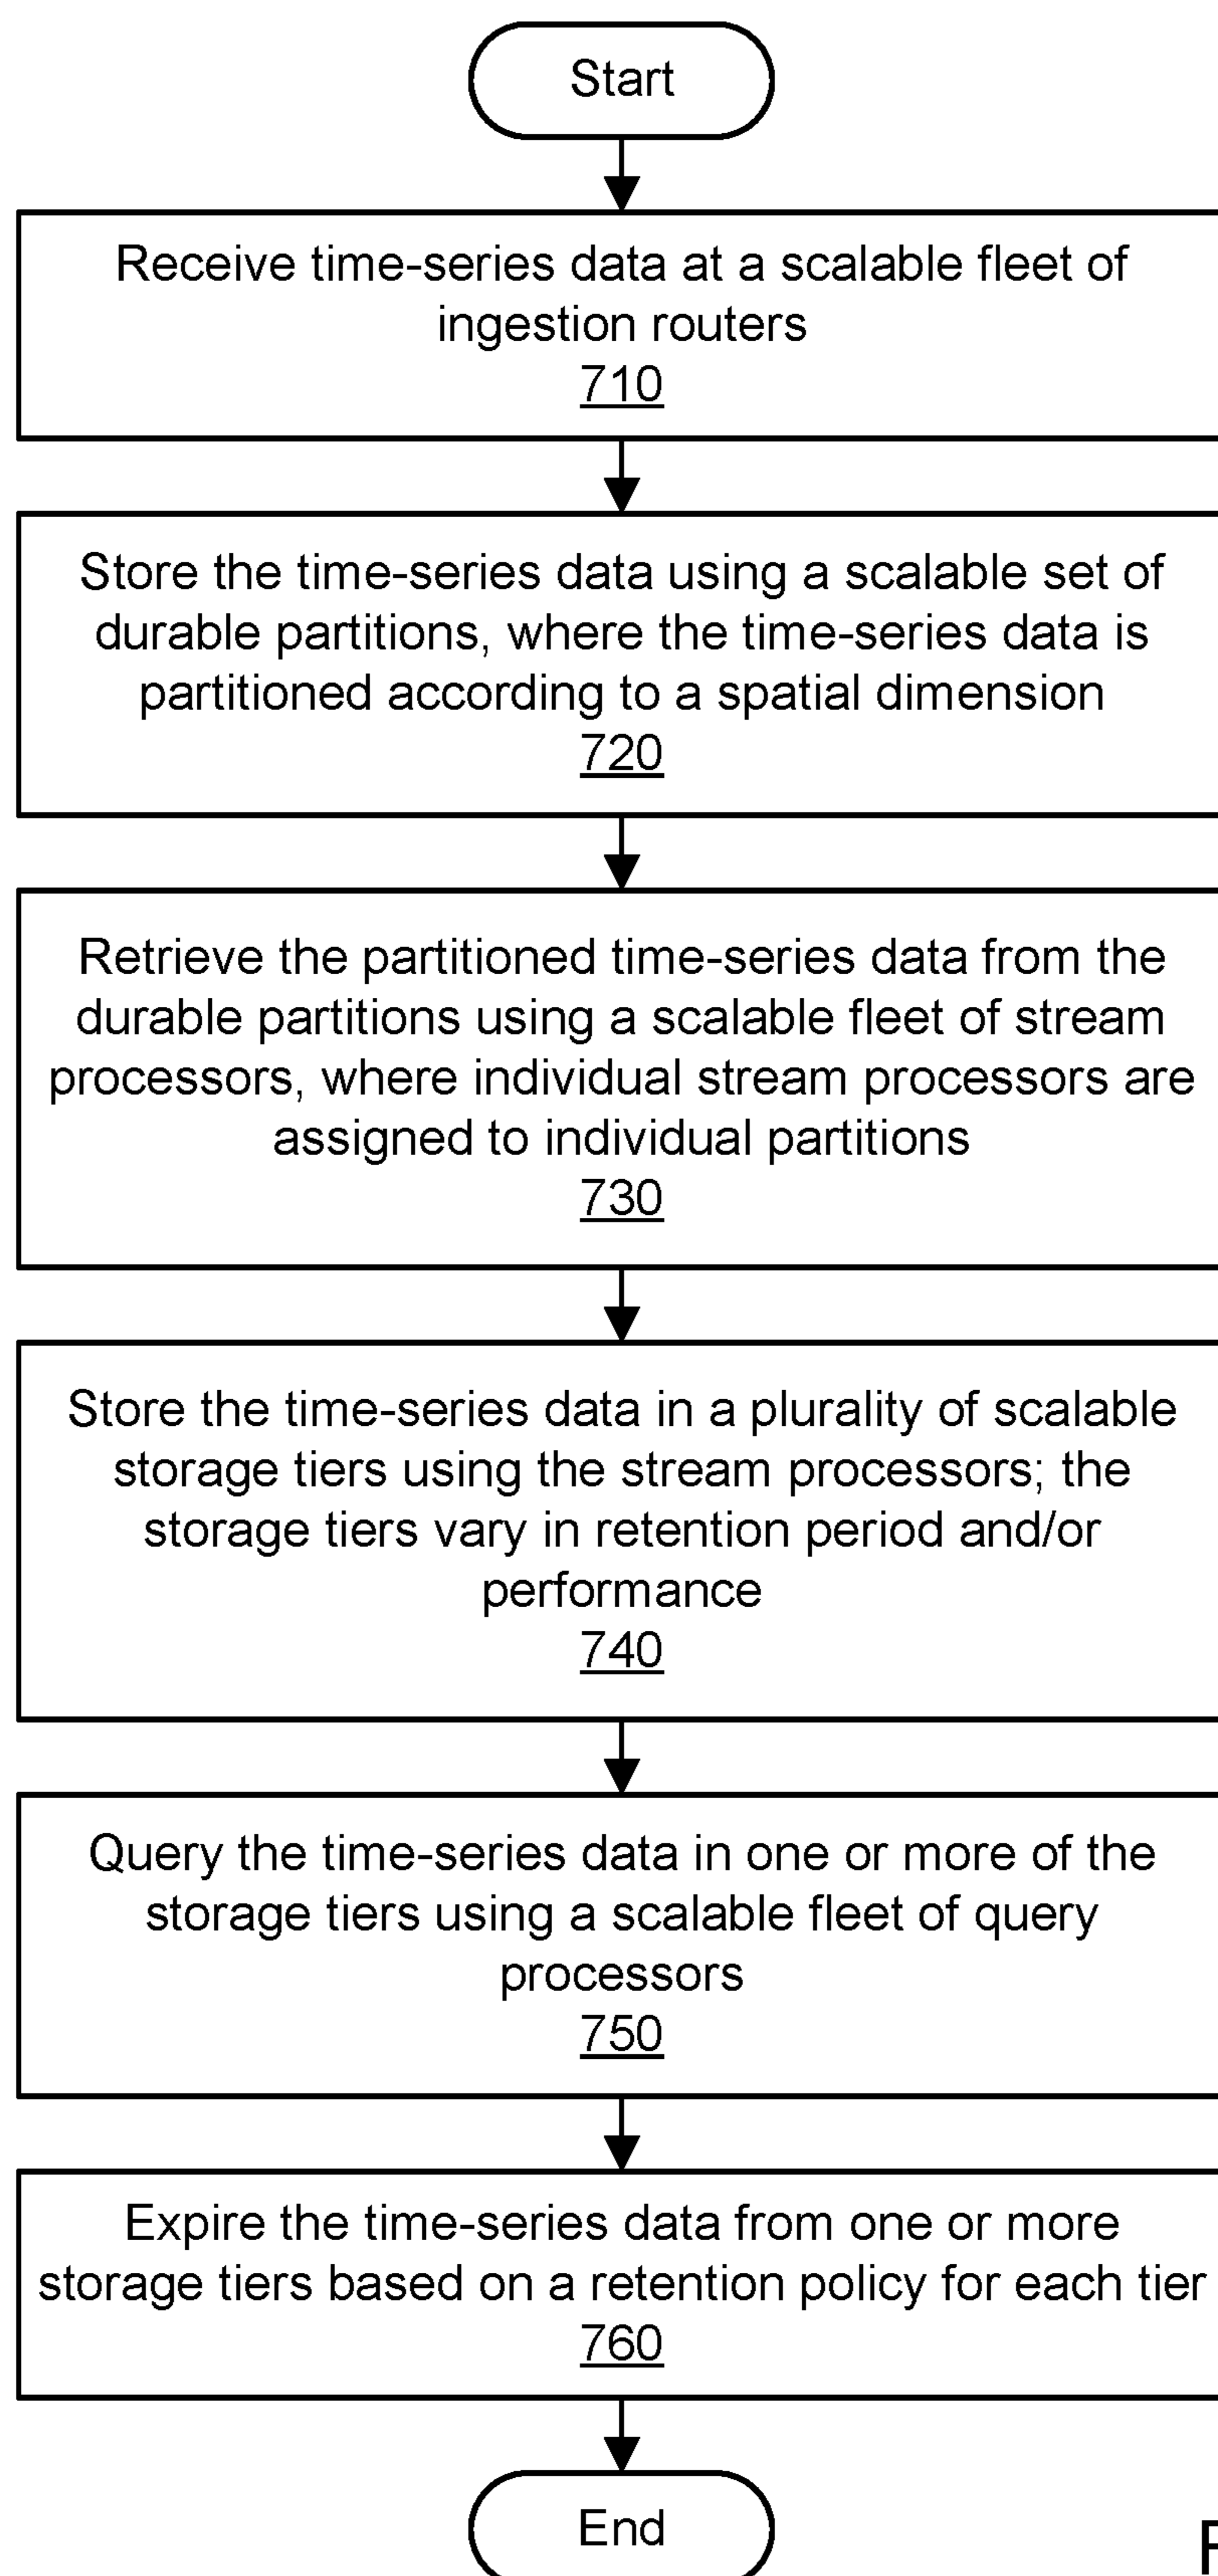 Start
Receive time-series data at a scalable fleet of
ingestion routers
710
Store the time-series data using a scalable set of
durable partitions, where the time-series data is
partitioned according to a spatial dimension
720
Retrieve the partitioned time-series data from the
durable partitions using a scalable fleet of stream
processors, where individual stream processors are
assigned to individual partitions
730
Store the time-series data in a plurality of scalable
storage tiers using the stream processors; the
storage tiers vary in retention period and/or
performance
740
Query the time-series data in one or more of the
storage tiers using a scalable fleet of query
processors
750
Expire the time-series data from one or more
storage tiers based on a retention policy for each tier
760
End